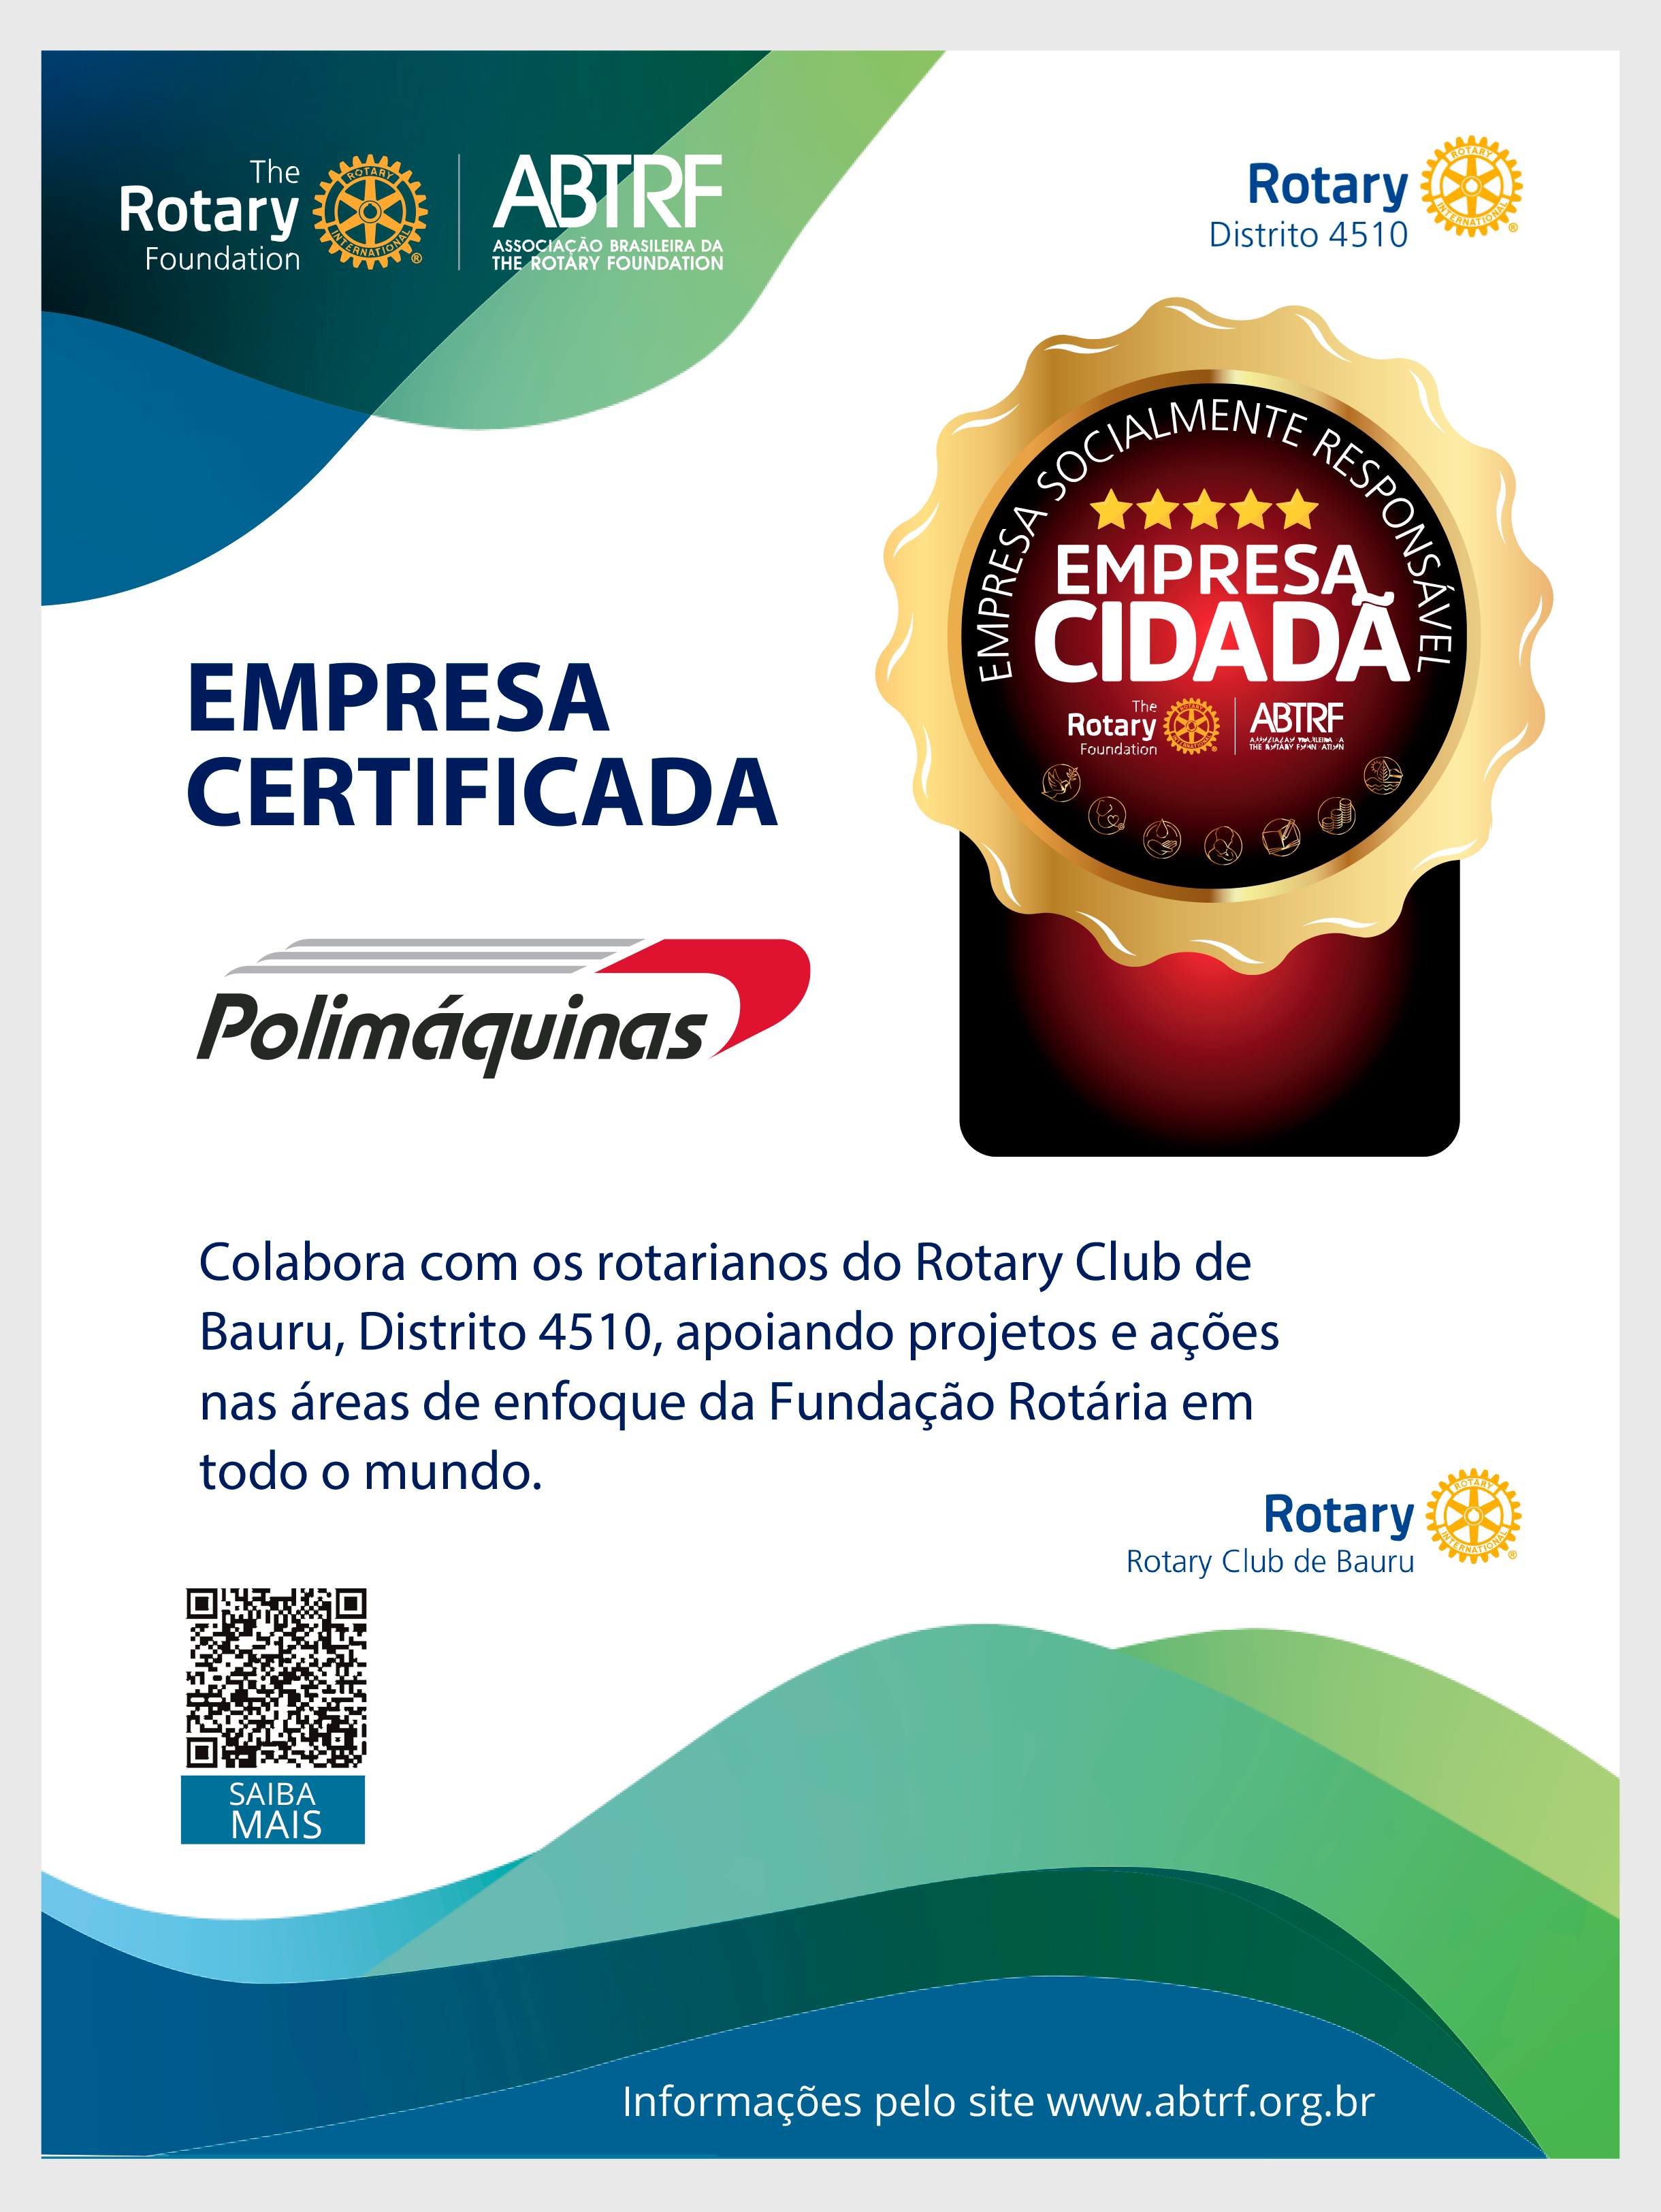 The
Rotary
Foundation
ROTARY
INTERNATIONAL
®
ABTRF
ASSOCIAÇÃO BRASILEIRA DA
THE ROTARY FOUNDATION
Rotary
Distrito 4510
ROTARY
INTERNATIONAL
®
EMPRESA SOCIALMENTE RESPONSÁVEL
EMPRESA
CIDADÃ
The
Rotary
Foundation
ABTRF
THE ROTARY
EMPRESA
CERTIFICADA
Polimáquinas
Colabora com os rotarianos do Rotary Club de
Bauru, Distrito 4510, apoiando projetos e ações
nas áreas de enfoque da Fundação Rotária em
todo o mundo.
Rotary
Rotary Club de Bauru
ROTARY
INTERNATIONAL
®
SAIBA
MAIS
Informações pelo site www.abtrf.org.br